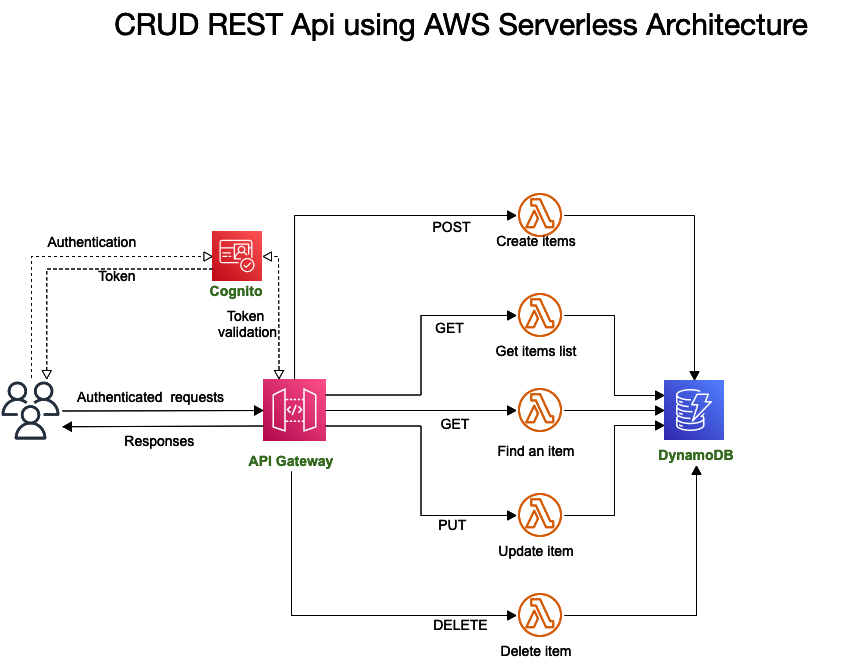 CRUD REST Api using AWS Serverless Architecture
POST
Create items
Authentication
Token
Cognito
Token
validation
GET
Get items list
Authenticated requests
Responses
API Gateway
GET
Find an item
DynamoDB
PUT
Update item
DELETE
Delete item